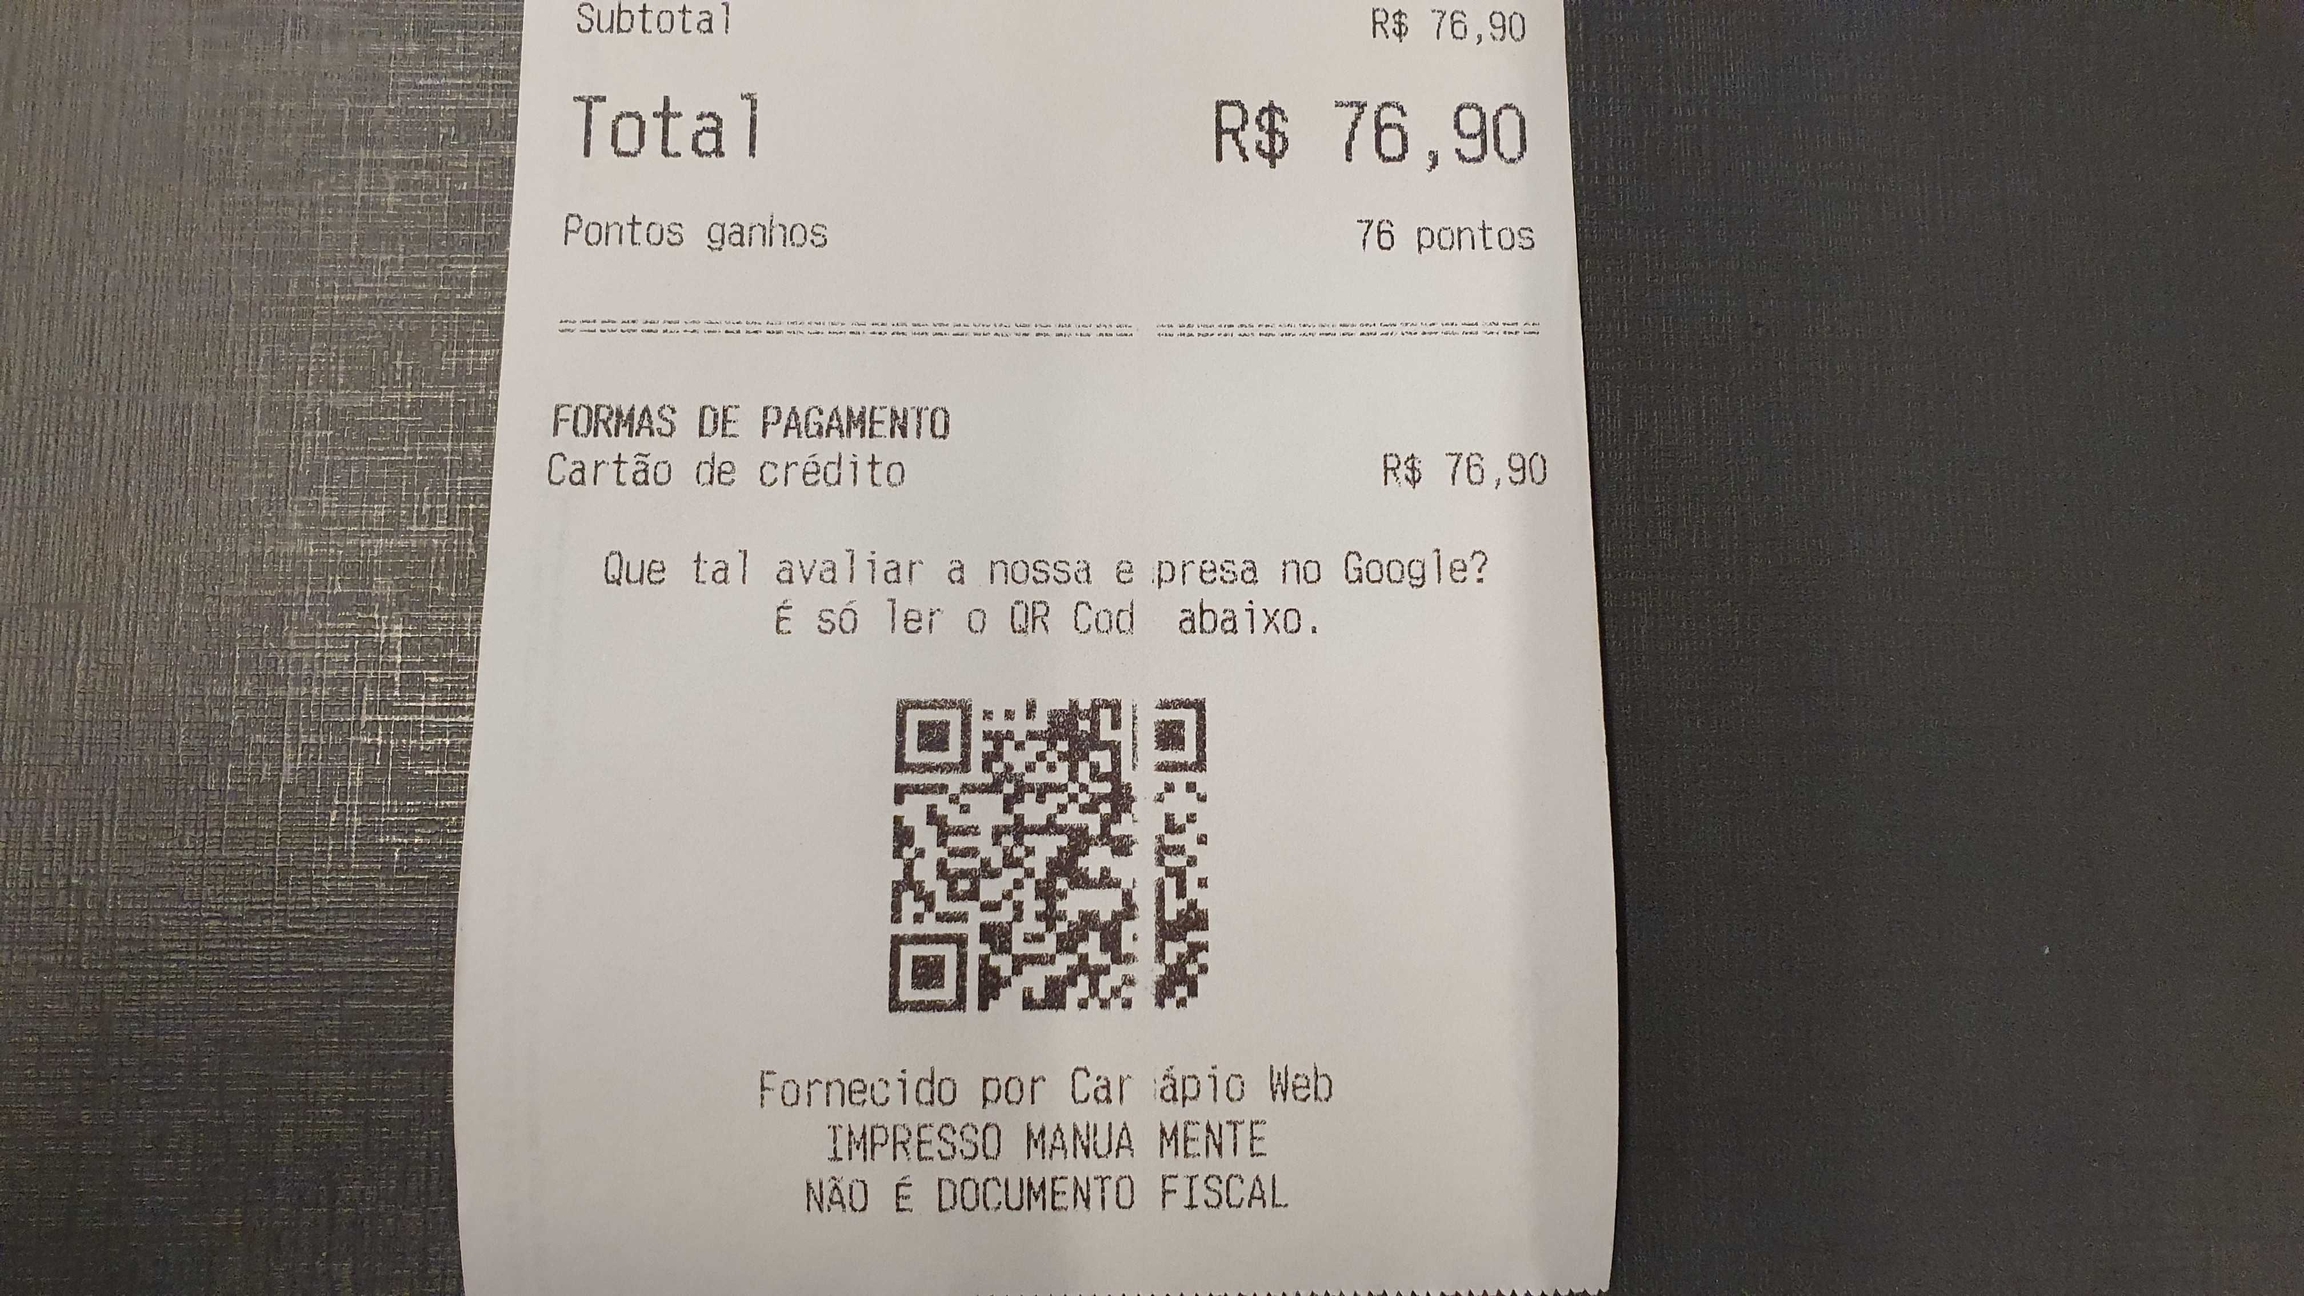 Subtotal R$ 76,90
Total R$ 76,90
Pontos ganhos 76 pontos
FORMAS DE PAGAMENTO
Cartão de crédito R$ 76,90
Que tal avaliar a nossa e presa no Google?
É só ler o QR Cod abaixo.
Fornecido por Car ápio Web
IMPRESSO MANUA MENTE
NÃO É DOCUMENTO FISCAL